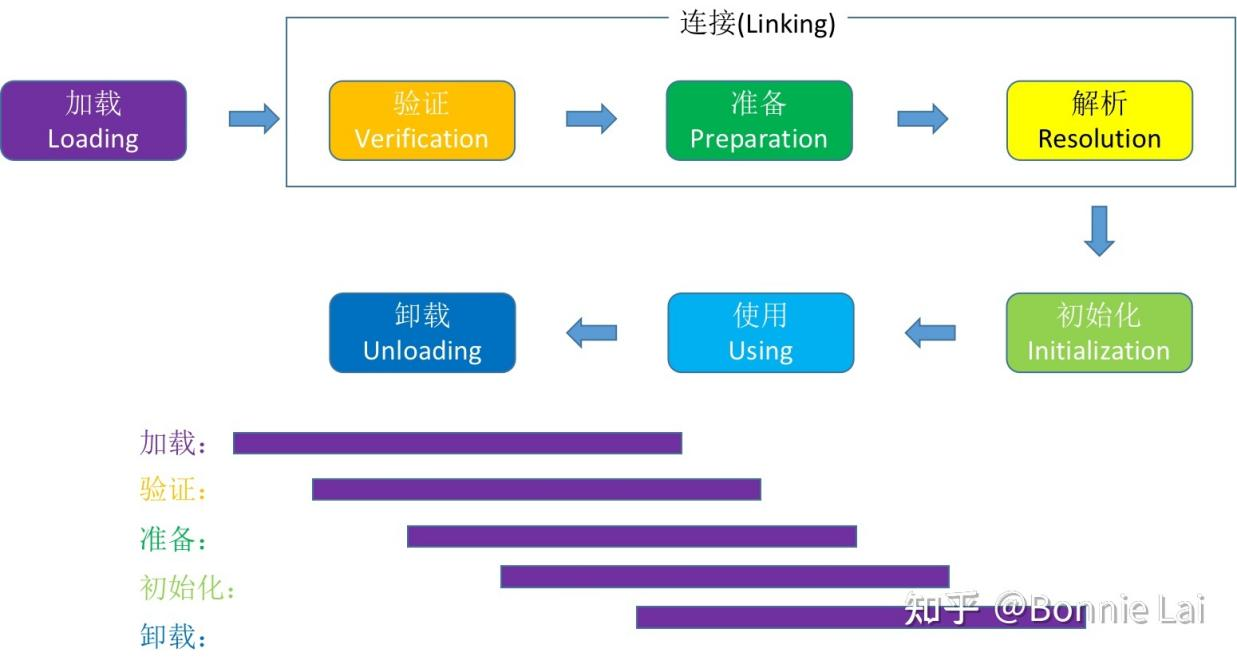 连接(Linking)
加载
Loading
验证
Verification
准备
Preparation
解析
Resolution
卸载
Unloading
使用
Using
初始化
Initialization
加载：
验证：
准备：
初始化：
卸载：
知乎 @Bonnie Lai